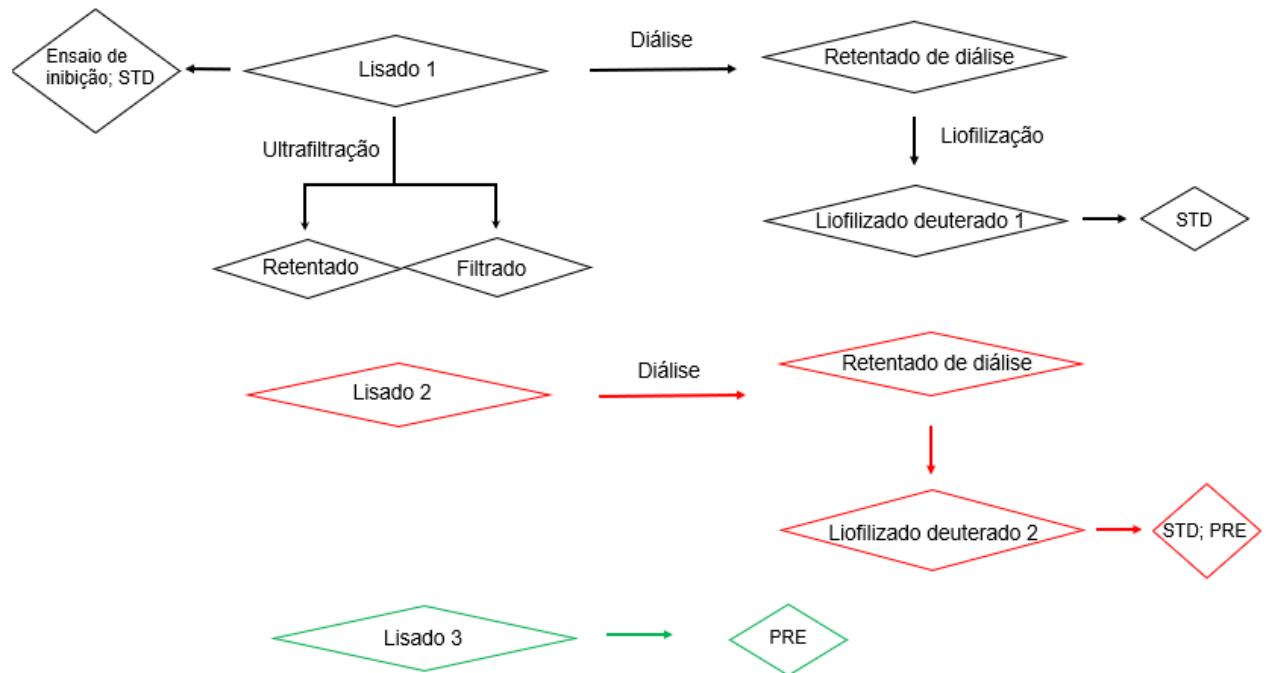 Ensaio de
inibição; STD
Lisado 1
Diálise
Retentado de diálise
Ultrafiltração
Liofilização
Retentado
Filtrado
Liofilizado deuterado 1
STD
Lisado 2
Diálise
Retentado de diálise
Liofilizado deuterado 2
STD; PRE
Lisado 3
PRE